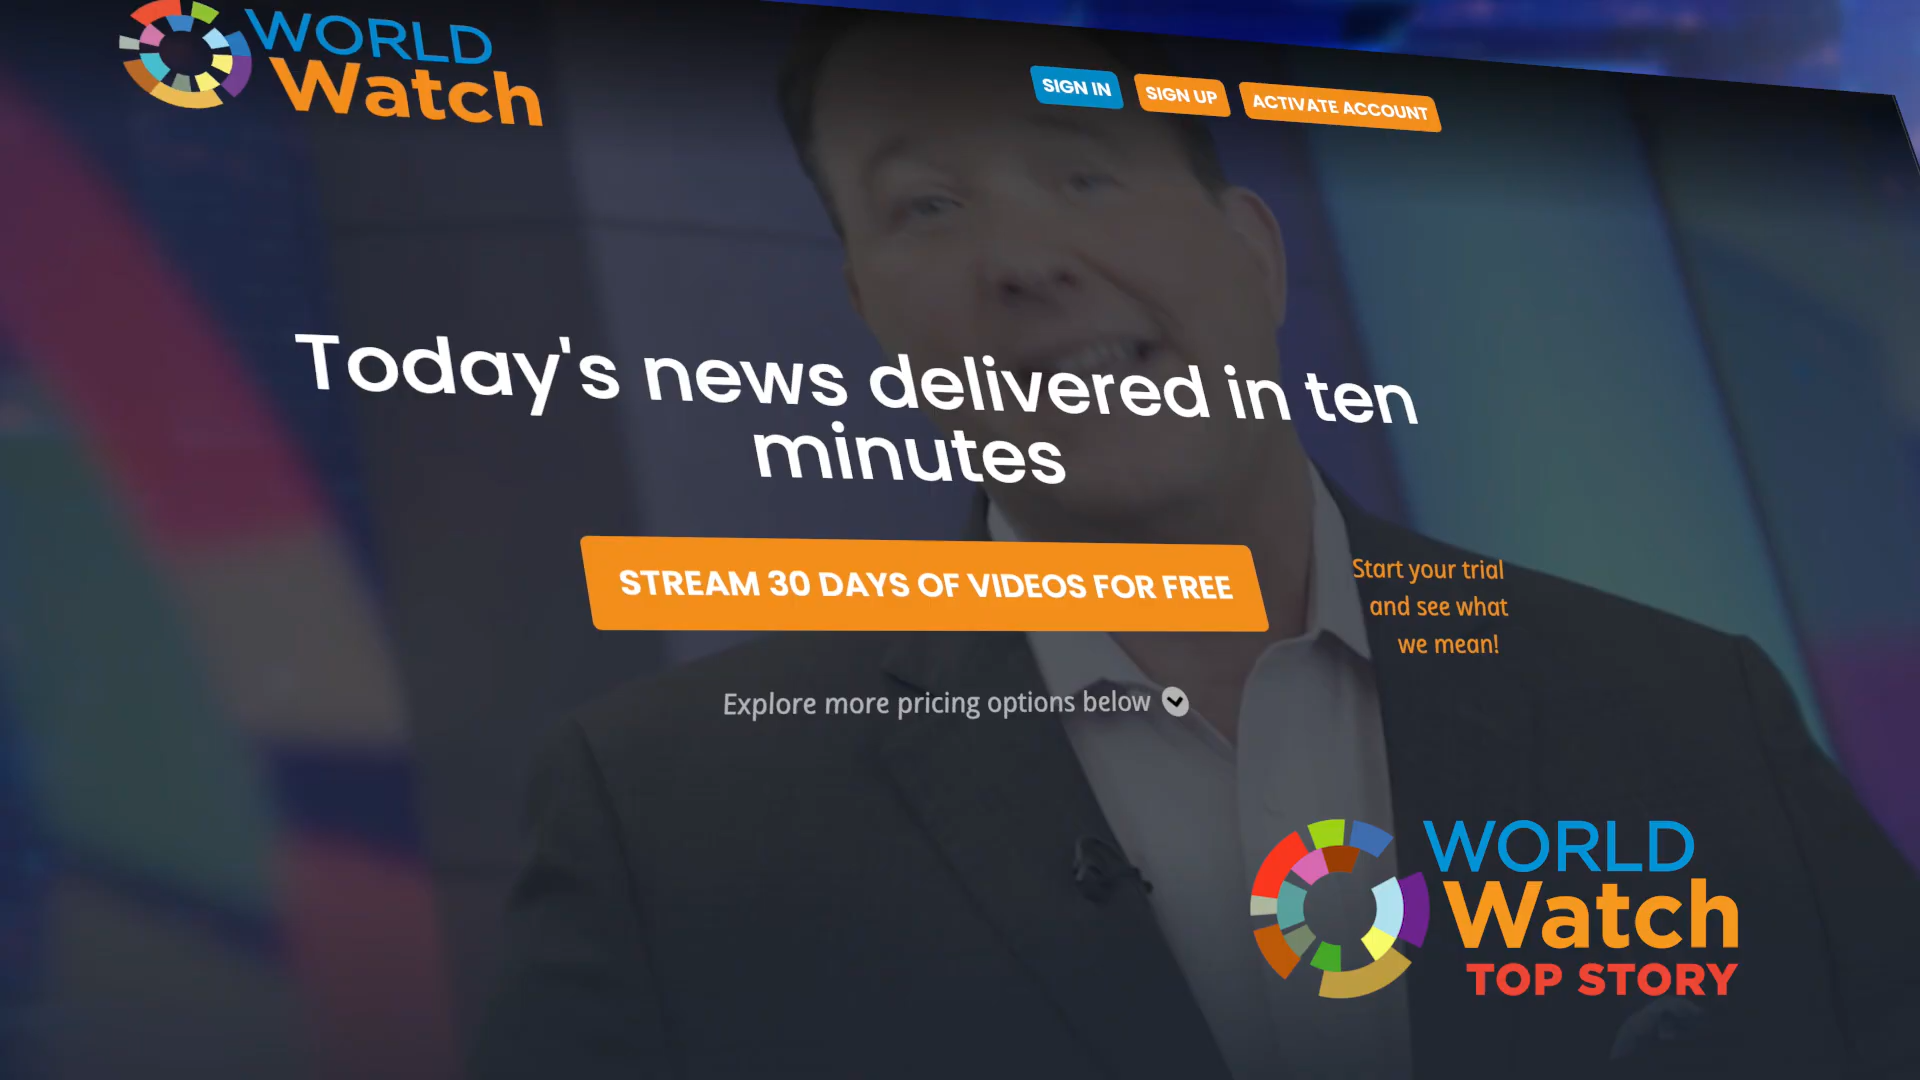 WORLD
Watch
SIGN IN
SIGN UP
ACTIVATE ACCOUNT
Today's news delivered in ten
minutes
STREAM 30 DAYS OF VIDEOS FOR FREE
Start your trial
and see what
we mean!
Explore more pricing options below
WORLD
Watch
TOP STORY